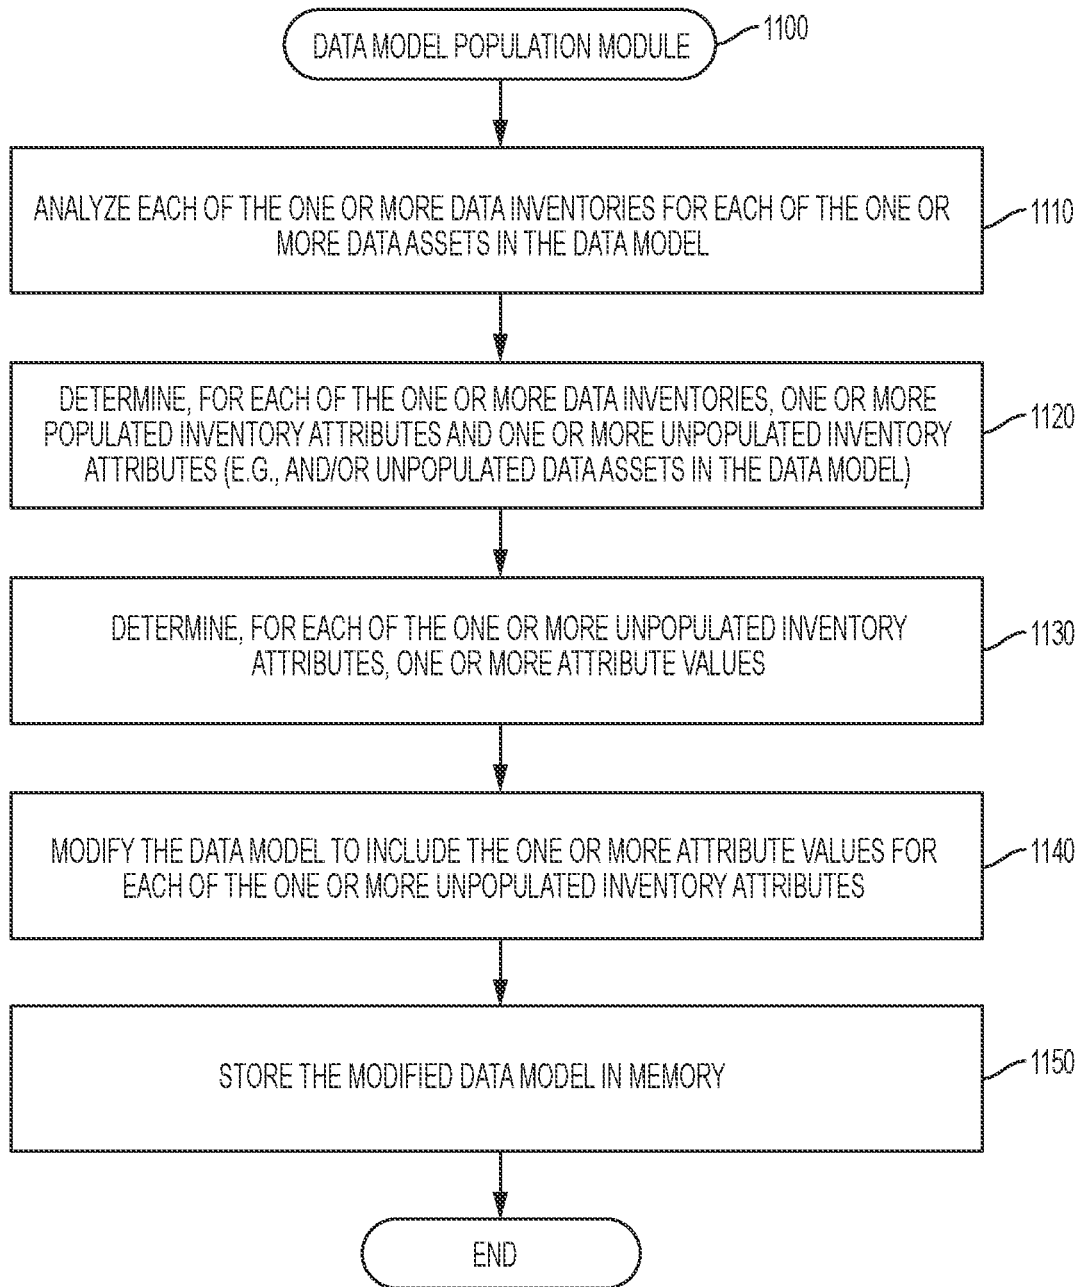 DATA MODEL POPULATION MODULE
1100
ANALYZE EACH OF THE ONE OR MORE DATA INVENTORIES FOR EACH OF THE ONE OR
MORE DATA ASSETS IN THE DATA MODEL
1110
DETERMINE, FOR EACH OF THE ONE OR MORE DATA INVENTORIES, ONE OR MORE
POPULATED INVENTORY ATTRIBUTES AND ONE OR MORE UNPOPULATED INVENTORY
ATTRIBUTES (E.G., AND/OR UNPOPULATED DATA ASSETS IN THE DATA MODEL)
1120
DETERMINE, FOR EACH OF THE ONE OR MORE UNPOPULATED INVENTORY
ATTRIBUTES, ONE OR MORE ATTRIBUTE VALUES
1130
MODIFY THE DATA MODEL TO INCLUDE THE ONE OR MORE ATTRIBUTE VALUES FOR
EACH OF THE ONE OR MORE UNPOPULATED INVENTORY ATTRIBUTES
1140
STORE THE MODIFIED DATA MODEL IN MEMORY
1150
END